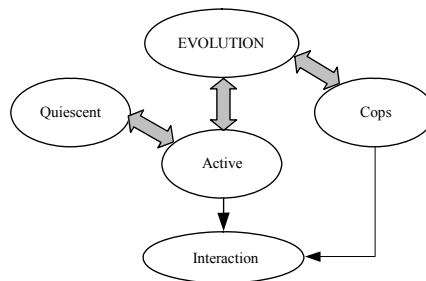 EVOLUTION
Quiescent
Cops
Active
Interaction